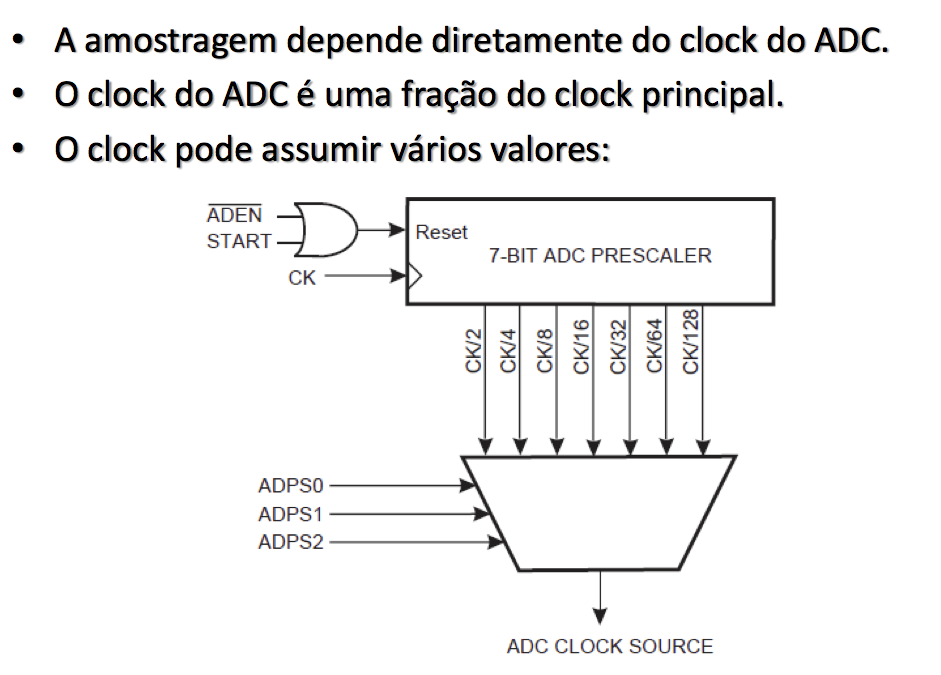 • A amostragem depende diretamente do clock do ADC.
• O clock do ADC é uma fração do clock principal.
• O clock pode assumir vários valores:
ADEN
START
Reset
7-BIT ADC PRESCALER
CK
CK/2
CK/4
CK/8
CK/16
CK/32
CK/64
CK/128
ADPS0
ADPS1
ADPS2
ADC CLOCK SOURCE